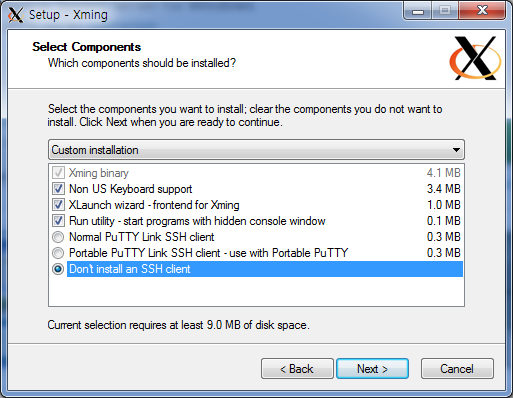 Setup - Xming
Select Components
Which components should be installed?
Select the components you want to install; clear the components you do not want to
install. Click Next when you are ready to continue.
Custom installation
Xming binary 4.1 MB
Non US Keyboard support 3.4 MB
XLaunch wizard - frontend for Xming 1.0 MB
Run utility - start programs with hidden console window 0.1 MB
Normal PuTTY Link SSH client 0.3 MB
Portable PuTTY Link SSH client - use with Portable PuTTY 0.3 MB
Don't install an SSH client
Current selection requires at least 9.0 MB of disk space.
< Back Next > Cancel